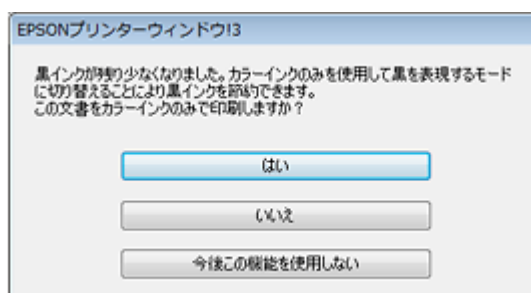 EPSONプリンターウィンドウ!3
黒インクが残り少なくなりました。カラーインクのみを使用して黒を表現するモード
に切り替えることにより黒インクを節約できます。
この文書をカラーインクのみで印刷しますか？
はい
いいえ
今後この機能を使用しない